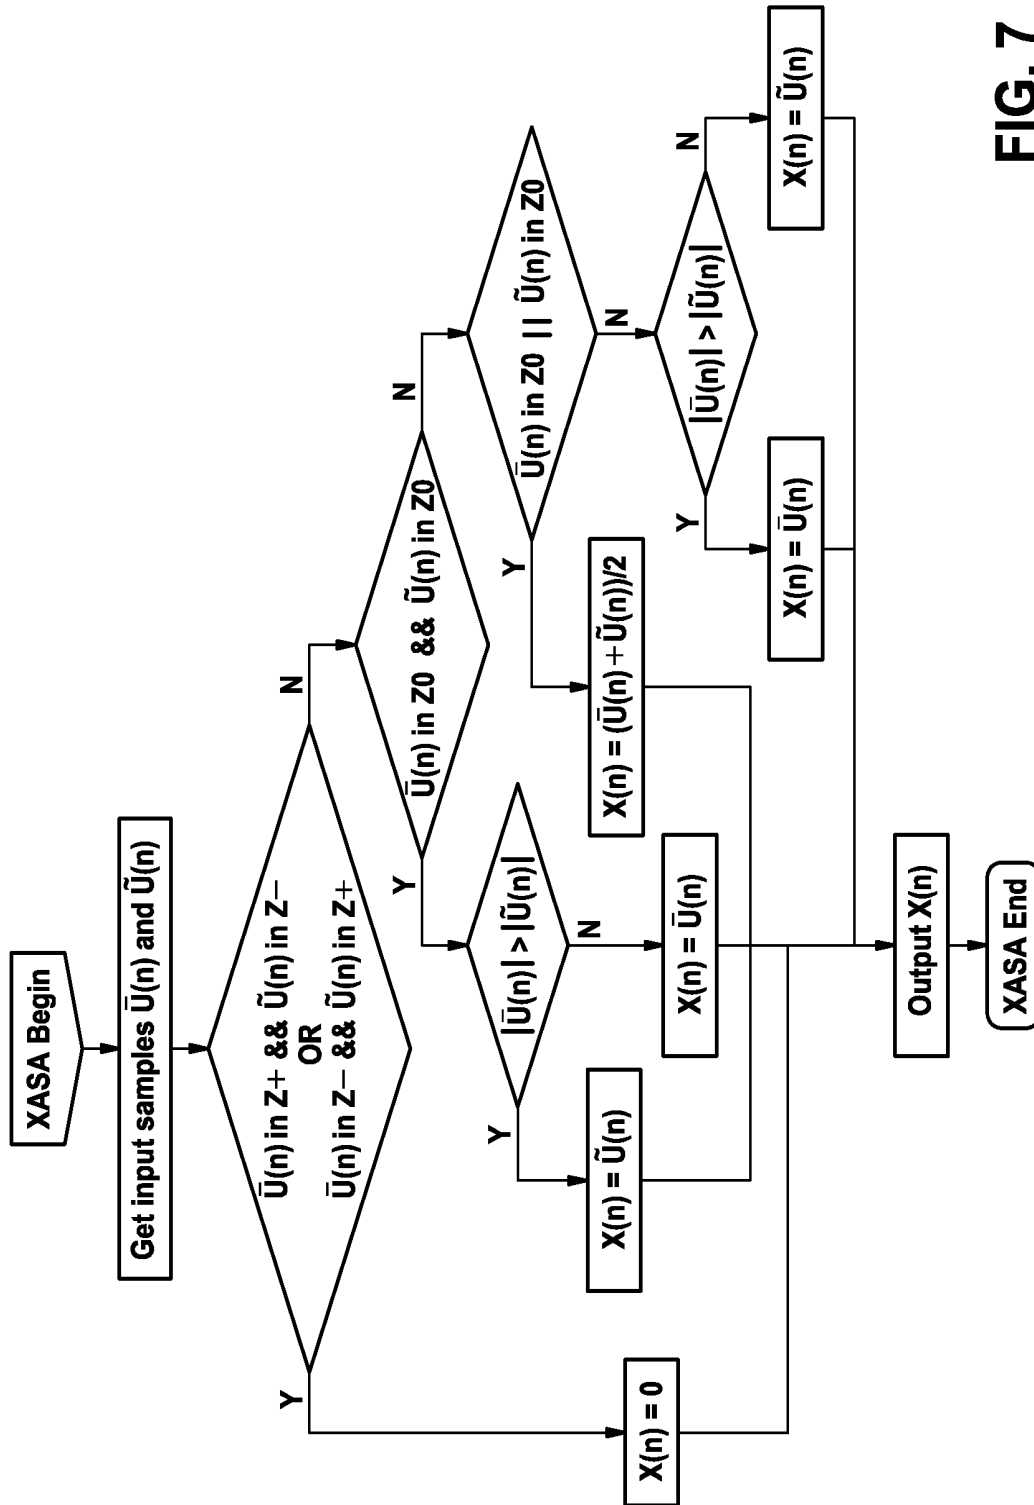 XASA Begin
Get input samples Ū(n) and Ũ(n)
Ū(n) in Z+ && Ũ(n) in Z−
OR
Ū(n) in Z− && Ũ(n) in Z+
Y
N
Ū(n) in Z0 && Ũ(n) in Z0
Y
N
|Ū(n)| > |Ũ(n)|
Y
N
Ū(n) in Z0 || Ũ(n) in Z0
Y
N
X(n) = 0
X(n) = Ũ(n)
X(n) = Ū(n)
X(n) = (Ū(n) + Ũ(n))/2
|Ū(n)| > |Ũ(n)|
Y
N
X(n) = Ū(n)
X(n) = Ũ(n)
Output X(n)
XASA End
FIG. 7